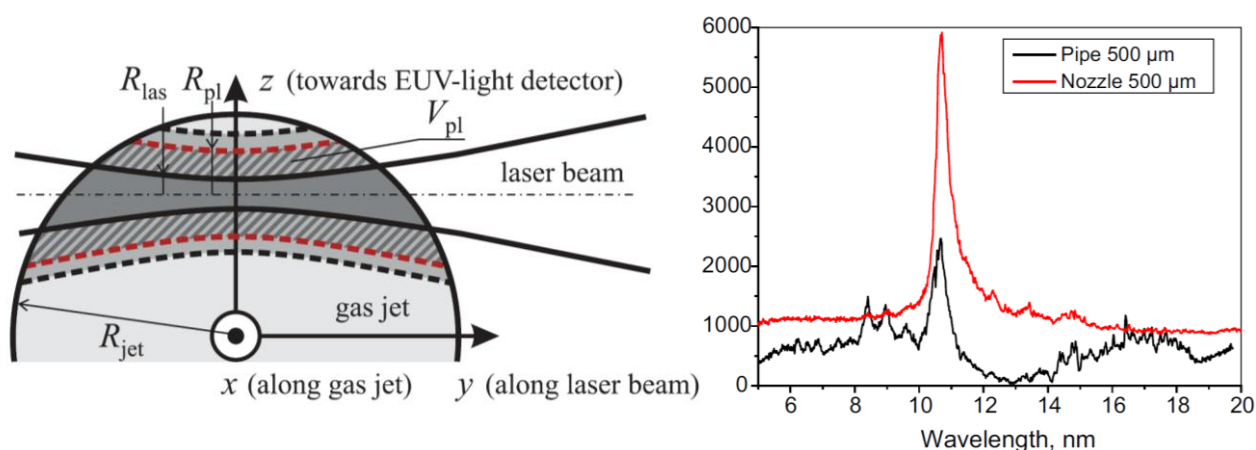 R_las
R_pl
z (towards EUV-light detector)
V_pl
laser beam
gas jet
R_jet
x (along gas jet)
y (along laser beam)
6000
5000
4000
3000
2000
1000
0
Pipe 500 µm
Nozzle 500 µm
6 8 10 12 14 16 18 20
Wavelength, nm